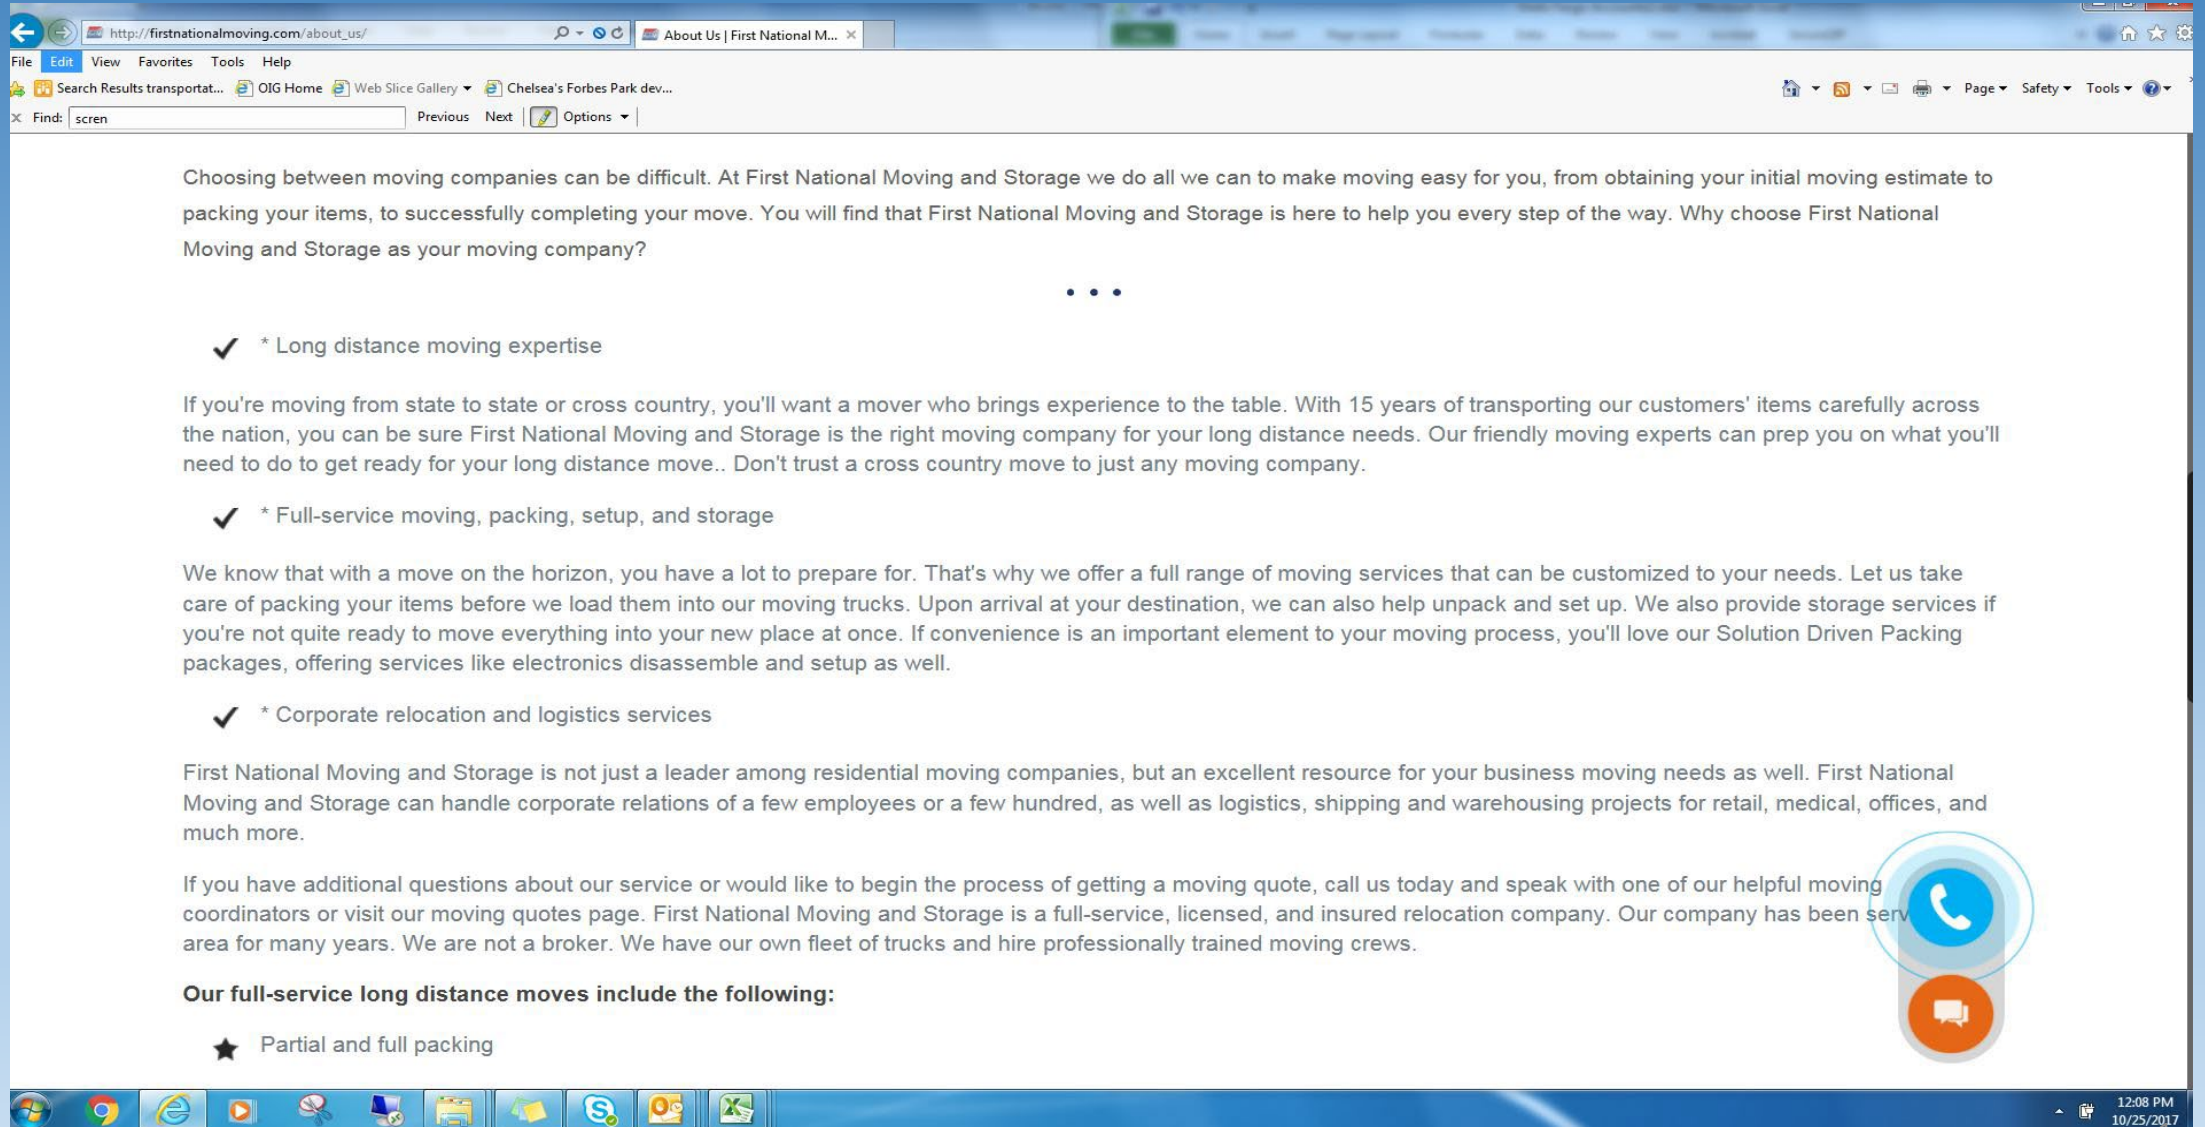 http://firstnationalmoving.com/about_us/
About Us | First National M...
File Edit View Favorites Tools Help
Search Results transportat... OIG Home Web Slice Gallery Chelsea's Forbes Park dev...
Page Safety Tools
Find: scren Previous Next Options
Choosing between moving companies can be difficult. At First National Moving and Storage we do all we can to make moving easy for you, from obtaining your initial moving estimate to
packing your items, to successfully completing your move. You will find that First National Moving and Storage is here to help you every step of the way. Why choose First National
Moving and Storage as your moving company?
* Long distance moving expertise
If you're moving from state to state or cross country, you'll want a mover who brings experience to the table. With 15 years of transporting our customers' items carefully across
the nation, you can be sure First National Moving and Storage is the right moving company for your long distance needs. Our friendly moving experts can prep you on what you'll
need to do to get ready for your long distance move.. Don't trust a cross country move to just any moving company.
* Full-service moving, packing, setup, and storage
We know that with a move on the horizon, you have a lot to prepare for. That's why we offer a full range of moving services that can be customized to your needs. Let us take
care of packing your items before we load them into our moving trucks. Upon arrival at your destination, we can also help unpack and set up. We also provide storage services if
you're not quite ready to move everything into your new place at once. If convenience is an important element to your moving process, you'll love our Solution Driven Packing
packages, offering services like electronics disassemble and setup as well.
* Corporate relocation and logistics services
First National Moving and Storage is not just a leader among residential moving companies, but an excellent resource for your business moving needs as well. First National
Moving and Storage can handle corporate relations of a few employees or a few hundred, as well as logistics, shipping and warehousing projects for retail, medical, offices, and
much more.
If you have additional questions about our service or would like to begin the process of getting a moving quote, call us today and speak with one of our helpful moving
coordinators or visit our moving quotes page. First National Moving and Storage is a full-service, licensed, and insured relocation company. Our company has been serv
area for many years. We are not a broker. We have our own fleet of trucks and hire professionally trained moving crews.
Our full-service long distance moves include the following:
Partial and full packing
12:08 PM
10/25/2017